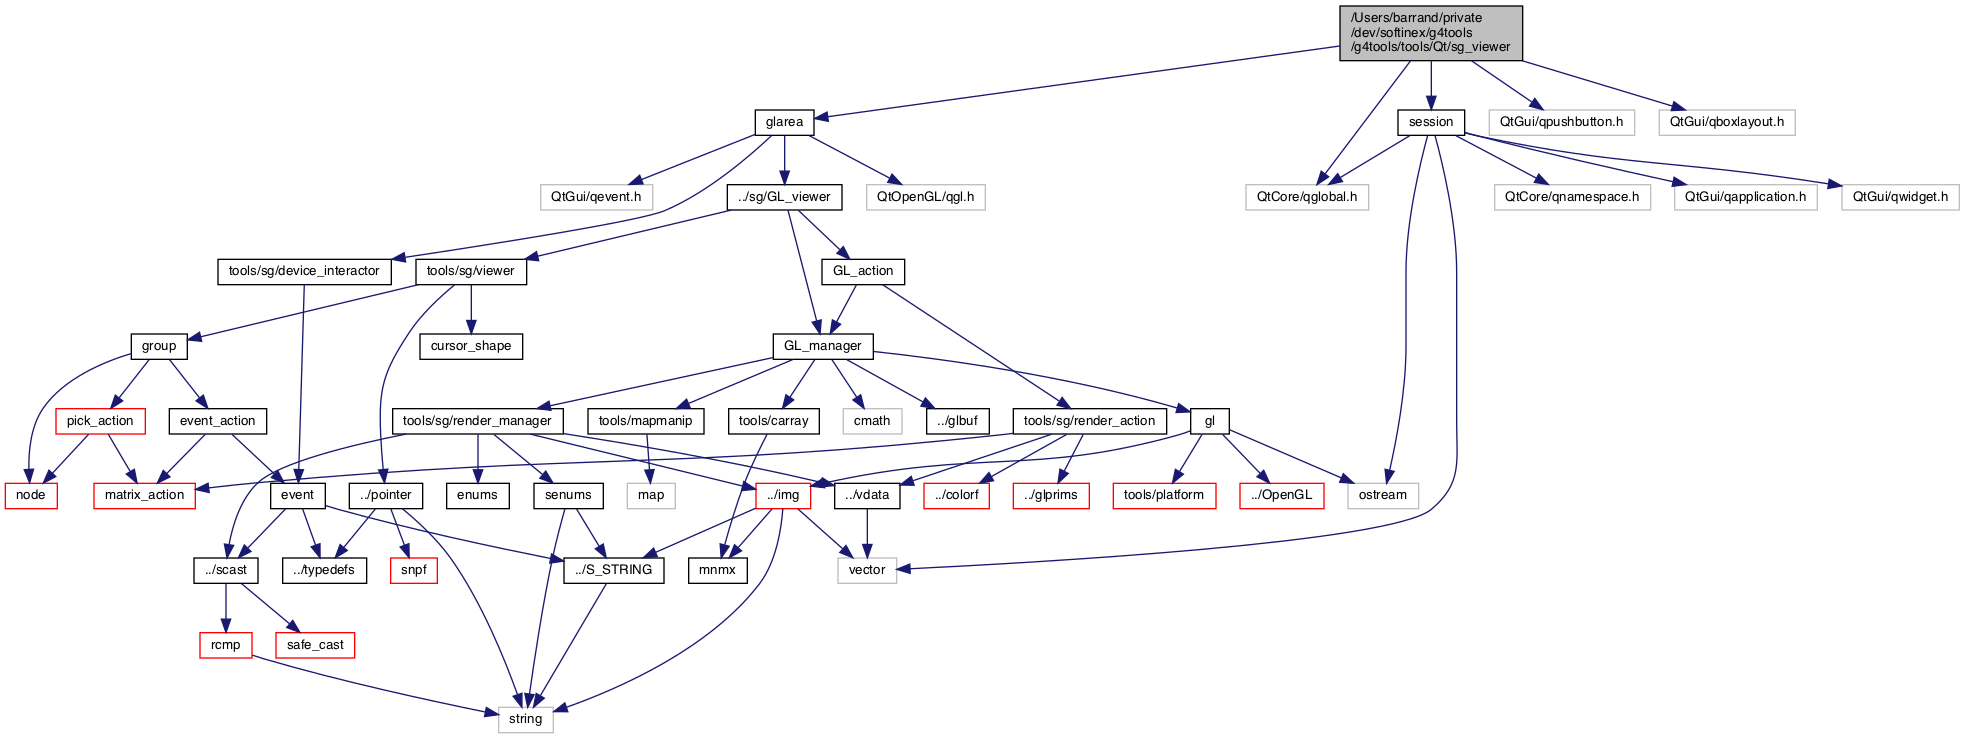 /Users/barrand/private
/dev/softinex/g4tools
/g4tools/tools/Qt/sg_viewer
glarea
session
QtGui/qpushbutton.h
QtGui/qboxlayout.h
QtGui/qevent.h
../sg/GL_viewer
QtOpenGL/qgl.h
QtCore/qglobal.h
QtCore/qnamespace.h
QtGui/qapplication.h
QtGui/qwidget.h
tools/sg/device_interactor
tools/sg/viewer
GL_action
group
cursor_shape
GL_manager
pick_action
event_action
tools/sg/render_manager
tools/mapmanip
tools/carray
cmath
../glbuf
tools/sg/render_action
gl
node
matrix_action
event
../pointer
enums
senums
map
../img
../vdata
../colorf
../glprims
tools/platform
../OpenGL
ostream
../scast
../typedefs
snpf
../S_STRING
mnmx
vector
rcmp
safe_cast
string